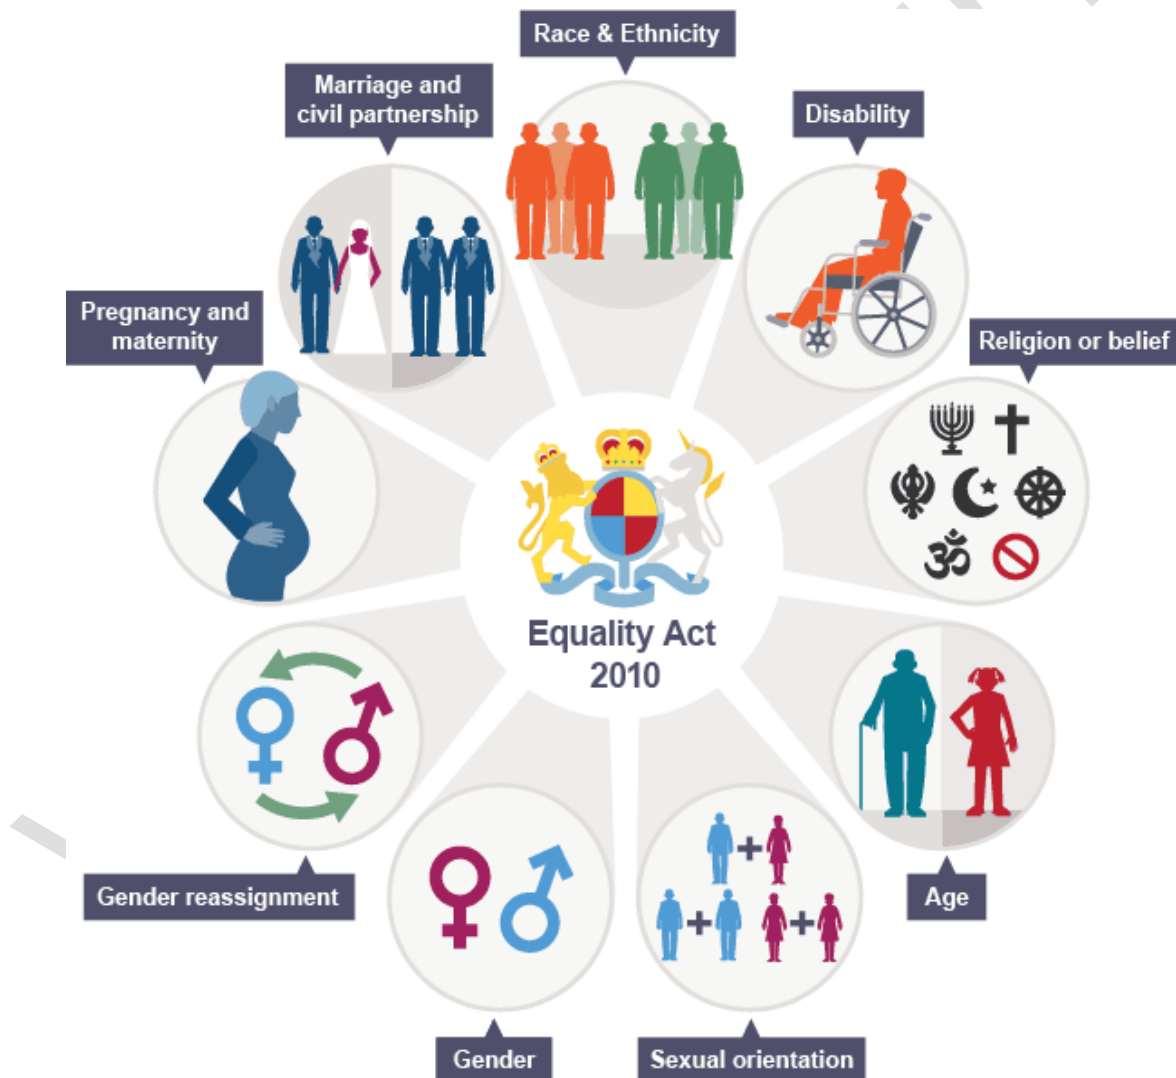 Race & Ethnicity
Marriage and
civil partnership
Disability
Pregnancy and
maternity
Religion or belief
Equality Act
2010
Gender reassignment
Age
Gender
Sexual orientation